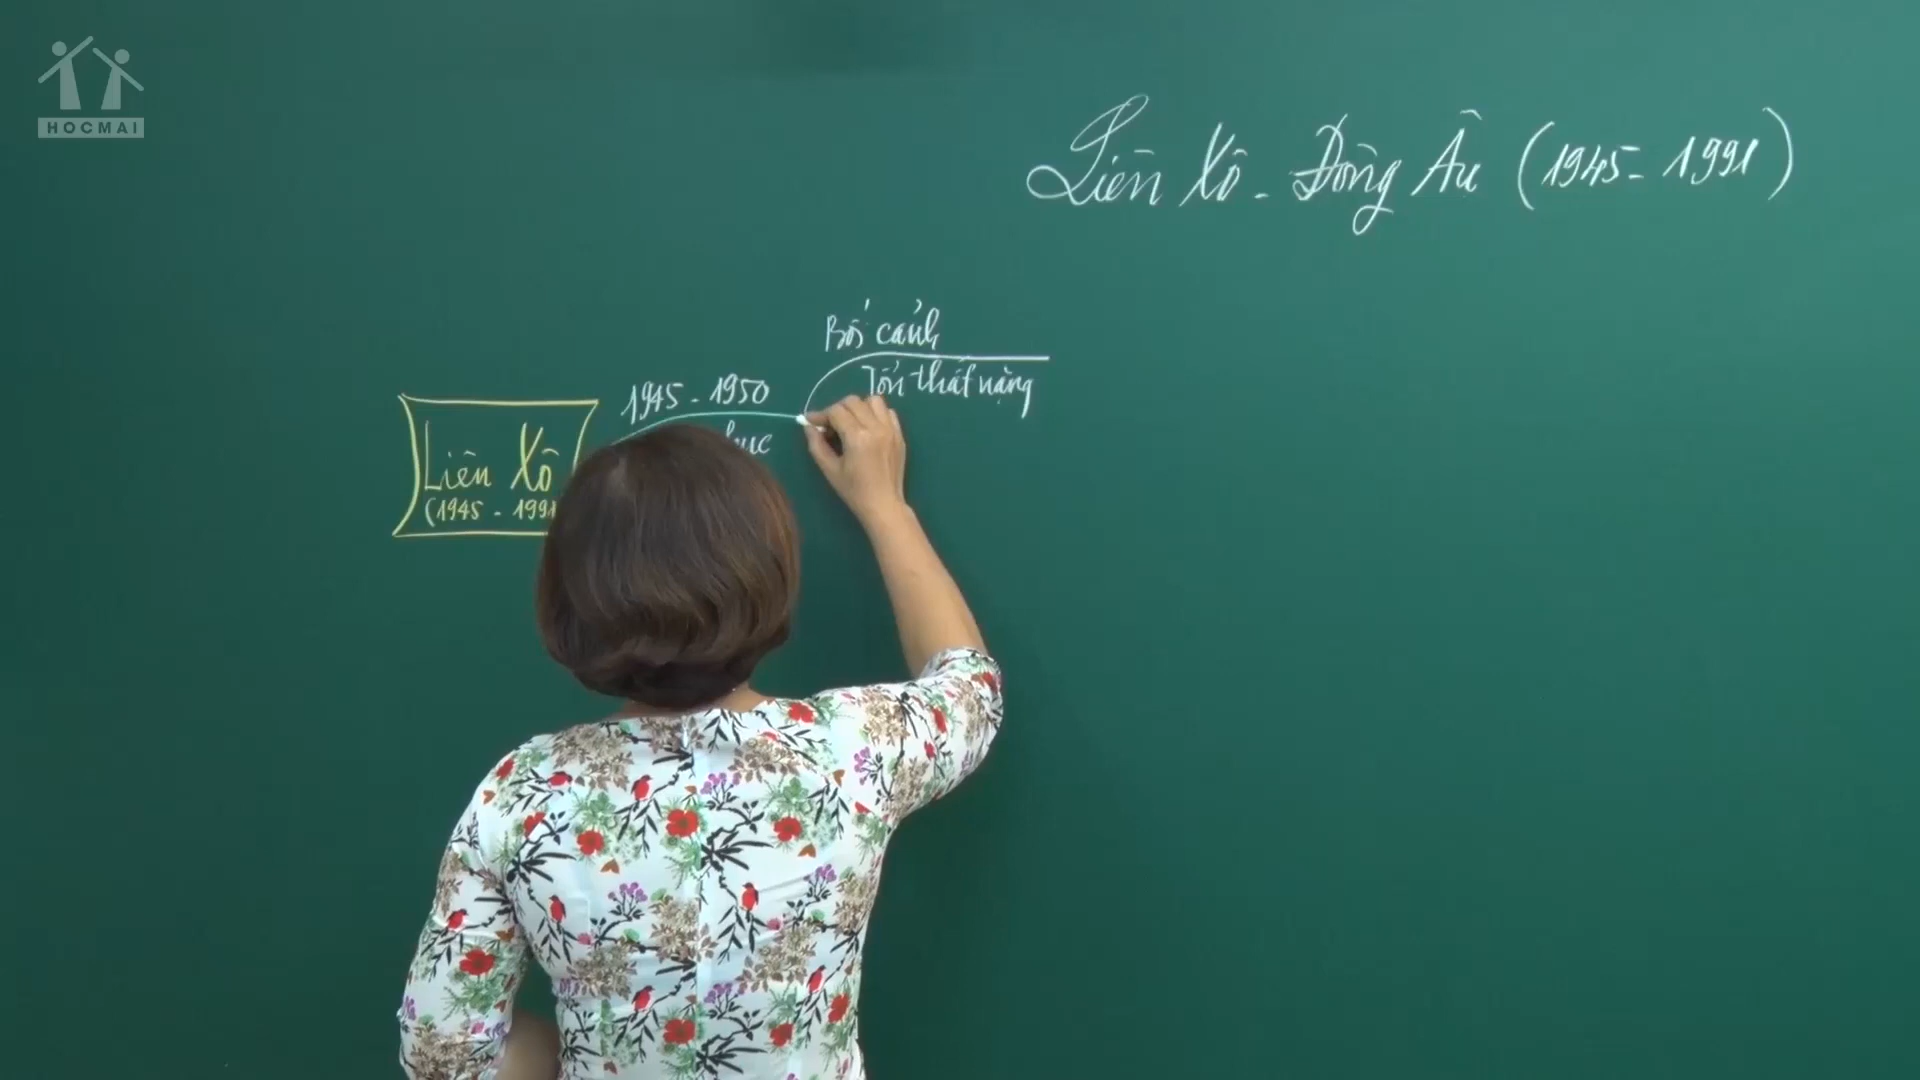 HOCMAI
Liên Xô - Đông Âu (1945 - 1991)
Bối cảnh
Tổn thất nặng
1945 - 1950
Liên Xô
(1945 - 1991